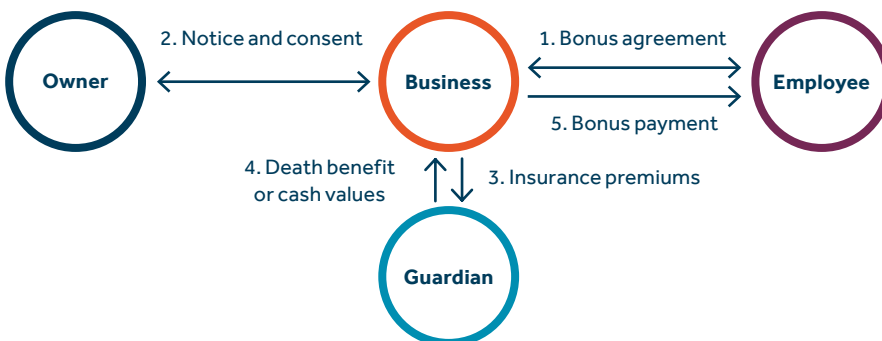 2. Notice and consent
1. Bonus agreement
Owner
Business
Employee
5. Bonus payment
4. Death benefit
or cash values
3. Insurance premiums
Guardian